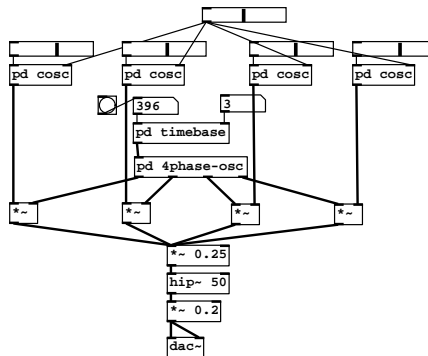 pd cosc pd cosc pd cosc pd cosc
396 3
pd timebase
pd 4phase-osc
*~ *~ *~ *~
*~ 0.25
hip~ 50
*~ 0.2
dac~